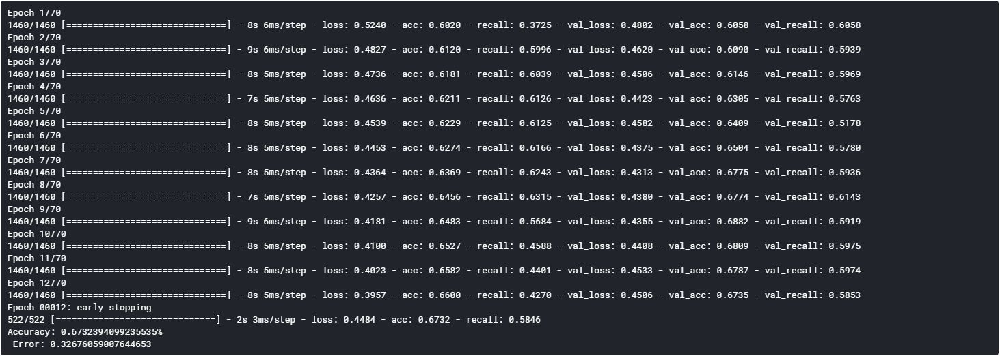 Epoch 1/70
1460/1460 [==============================] - 8s 6ms/step - loss: 0.5240 - acc: 0.6020 - recall: 0.3725 - val_loss: 0.4802 - val_acc: 0.6058 - val_recall: 0.6058
Epoch 2/70
1460/1460 [==============================] - 9s 6ms/step - loss: 0.4827 - acc: 0.6120 - recall: 0.5996 - val_loss: 0.4620 - val_acc: 0.6090 - val_recall: 0.5939
Epoch 3/70
1460/1460 [==============================] - 8s 5ms/step - loss: 0.4736 - acc: 0.6181 - recall: 0.6039 - val_loss: 0.4506 - val_acc: 0.6146 - val_recall: 0.5969
Epoch 4/70
1460/1460 [==============================] - 7s 5ms/step - loss: 0.4636 - acc: 0.6211 - recall: 0.6126 - val_loss: 0.4423 - val_acc: 0.6305 - val_recall: 0.5763
Epoch 5/70
1460/1460 [==============================] - 8s 5ms/step - loss: 0.4539 - acc: 0.6229 - recall: 0.6125 - val_loss: 0.4582 - val_acc: 0.6409 - val_recall: 0.5178
Epoch 6/70
1460/1460 [==============================] - 8s 5ms/step - loss: 0.4453 - acc: 0.6274 - recall: 0.6166 - val_loss: 0.4375 - val_acc: 0.6504 - val_recall: 0.5780
Epoch 7/70
1460/1460 [==============================] - 8s 5ms/step - loss: 0.4364 - acc: 0.6369 - recall: 0.6243 - val_loss: 0.4313 - val_acc: 0.6775 - val_recall: 0.5936
Epoch 8/70
1460/1460 [==============================] - 7s 5ms/step - loss: 0.4257 - acc: 0.6456 - recall: 0.6315 - val_loss: 0.4380 - val_acc: 0.6774 - val_recall: 0.6143
Epoch 9/70
1460/1460 [==============================] - 9s 6ms/step - loss: 0.4181 - acc: 0.6483 - recall: 0.5684 - val_loss: 0.4355 - val_acc: 0.6882 - val_recall: 0.5919
Epoch 10/70
1460/1460 [==============================] - 8s 5ms/step - loss: 0.4100 - acc: 0.6527 - recall: 0.4588 - val_loss: 0.4408 - val_acc: 0.6809 - val_recall: 0.5975
Epoch 11/70
1460/1460 [==============================] - 8s 5ms/step - loss: 0.4023 - acc: 0.6582 - recall: 0.4401 - val_loss: 0.4533 - val_acc: 0.6787 - val_recall: 0.5974
Epoch 12/70
1460/1460 [==============================] - 8s 5ms/step - loss: 0.3957 - acc: 0.6600 - recall: 0.4270 - val_loss: 0.4506 - val_acc: 0.6735 - val_recall: 0.5853
Epoch 00012: early stopping
522/522 [==============================] - 2s 3ms/step - loss: 0.4484 - acc: 0.6732 - recall: 0.5846
Accuracy: 0.6732394099235535%
 Error: 0.32676059007644653